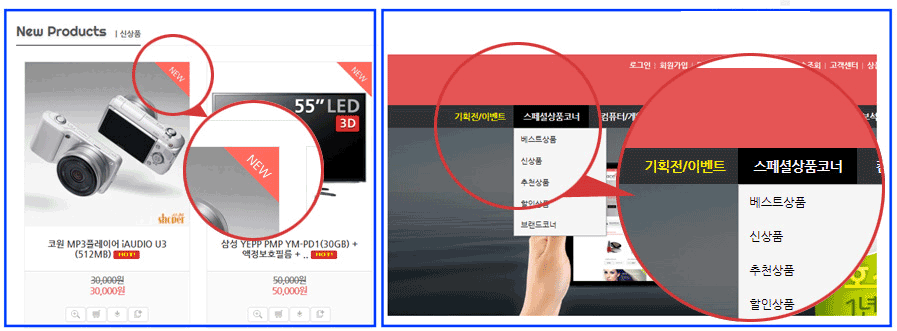 New Products | 신상품
NEW
NEW
55” LED
3D
NEW
shoper
코원 MP3플레이어 iAUDIO U3
(512MB) HOT!
30,000원
30,000원
삼성 YEPP PMP YM-PD1(30GB) +
액정보호필름 + .. HOT!
50,000원
50,000원
로그인 | 회원가입 |
조회 | 고객센터 |
기획전/이벤트 스페셜상품코너 컴퓨터/게
베스트상품
신상품
추천상품
할인상품
브랜드코너
기획전/이벤트 스페셜상품코너
베스트상품
신상품
추천상품
할인상품
1년